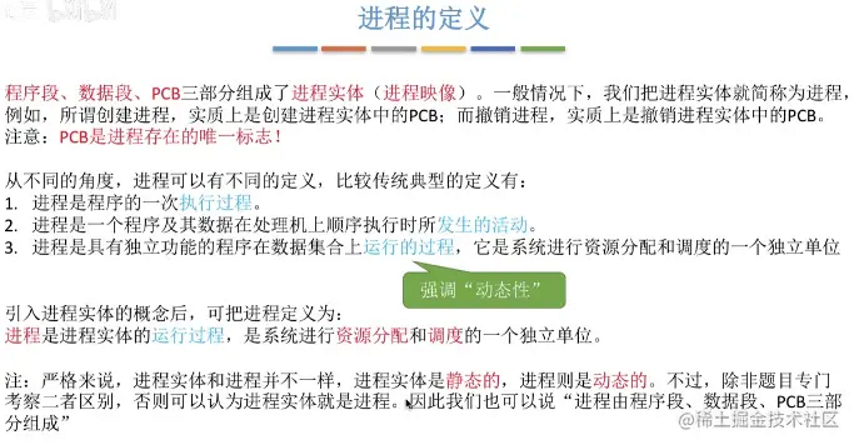 进程的定义
程序段、数据段、PCB三部分组成了进程实体（进程映像）。一般情况下，我们把进程实体就简称为进程，
例如，所谓创建进程，实质上是创建进程实体中的PCB；而撤销进程，实质上是撤销进程实体中的PCB。
注意：PCB是进程存在的唯一标志！
从不同的角度，进程可以有不同的定义，比较传统典型的定义有：
1. 进程是程序的一次执行过程。
2. 进程是一个程序及其数据在处理机上顺序执行时所发生的活动。
3. 进程是具有独立功能的程序在数据集合上运行的过程，它是系统进行资源分配和调度的一个独立单位
强调“动态性”
引入进程实体的概念后，可把进程定义为：
进程是进程实体的运行过程，是系统进行资源分配和调度的一个独立单位。
注：严格来说，进程实体和进程并不一样，进程实体是静态的，进程则是动态的。不过，除非题目专门
考察二者区别，否则可以认为进程实体就是进程。因此我们也可以说“进程由程序段、数据段、PCB三部
分组成”
@稀土掘金技术社区